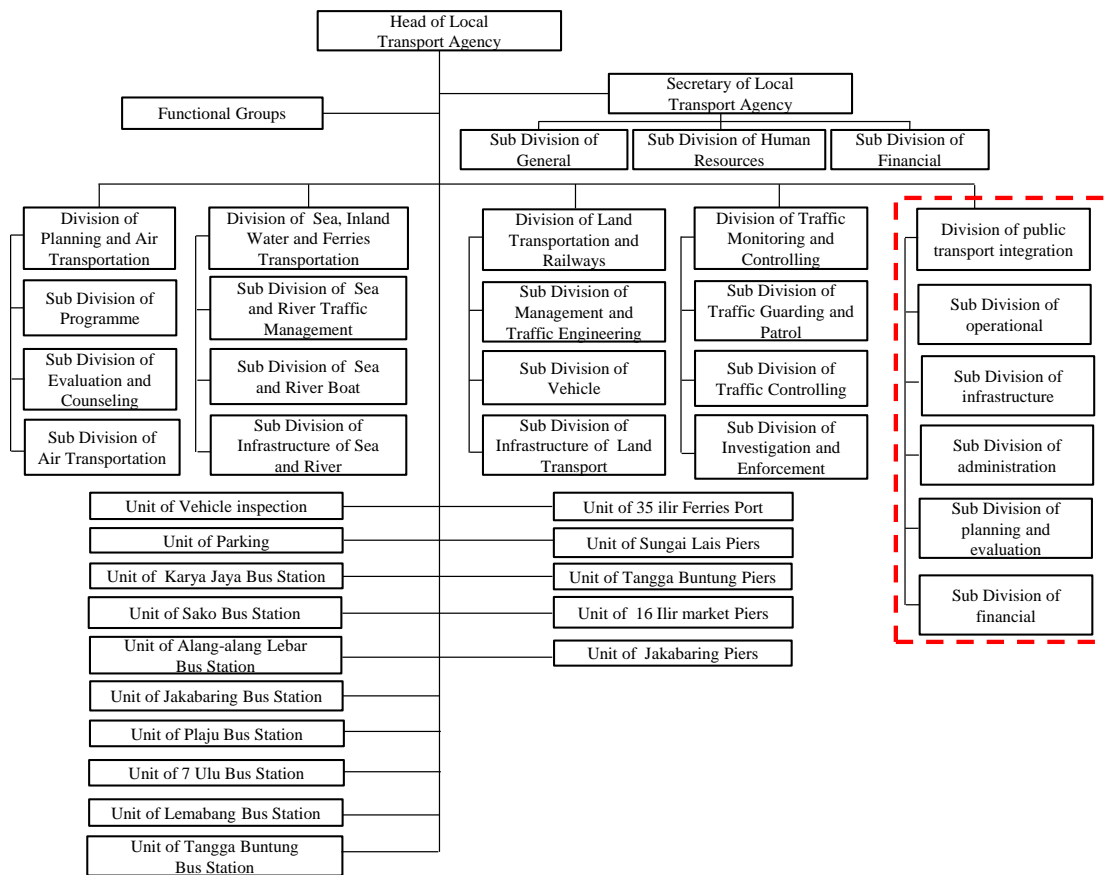 Head of Local
Transport Agency
Secretary of Local
Transport Agency
Functional Groups
Sub Division of
General
Sub Division of Human
Resources
Sub Division of
Financial
Division of
Planning and Air
Transportation
Sub Division of
Programme
Sub Division of
Evaluation and
Counseling
Sub Division of
Air Transportation
Division of Sea, Inland
Water and Ferries
Transportation
Sub Division of Sea
and River Traffic
Management
Sub Division of Sea
and River Boat
Sub Division of
Infrastructure of Sea
and River
Division of Land
Transportation and
Railways
Sub Division of
Management and
Traffic Engineering
Sub Division of
Vehicle
Sub Division of
Infrastructure of Land
Transport
Division of Traffic
Monitoring and
Controlling
Sub Division of
Traffic Guarding and
Patrol
Sub Division of
Traffic Controlling
Sub Division of
Investigation and
Enforcement
Division of public
transport integration
Sub Division of
operational
Sub Division of
infrastructure
Sub Division of
administration
Sub Division of
planning and
evaluation
Sub Division of
financial
Unit of Vehicle inspection
Unit of Parking
Unit of Karya Jaya Bus Station
Unit of Sako Bus Station
Unit of Alang-alang Lebar
Bus Station
Unit of Jakabaring Bus Station
Unit of Plaju Bus Station
Unit of 7 Ulu Bus Station
Unit of Lemabang Bus Station
Unit of Tangga Buntung
Bus Station
Unit of 35 ilir Ferries Port
Unit of Sungai Lais Piers
Unit of Tangga Buntung Piers
Unit of 16 Ilir market Piers
Unit of Jakabaring Piers